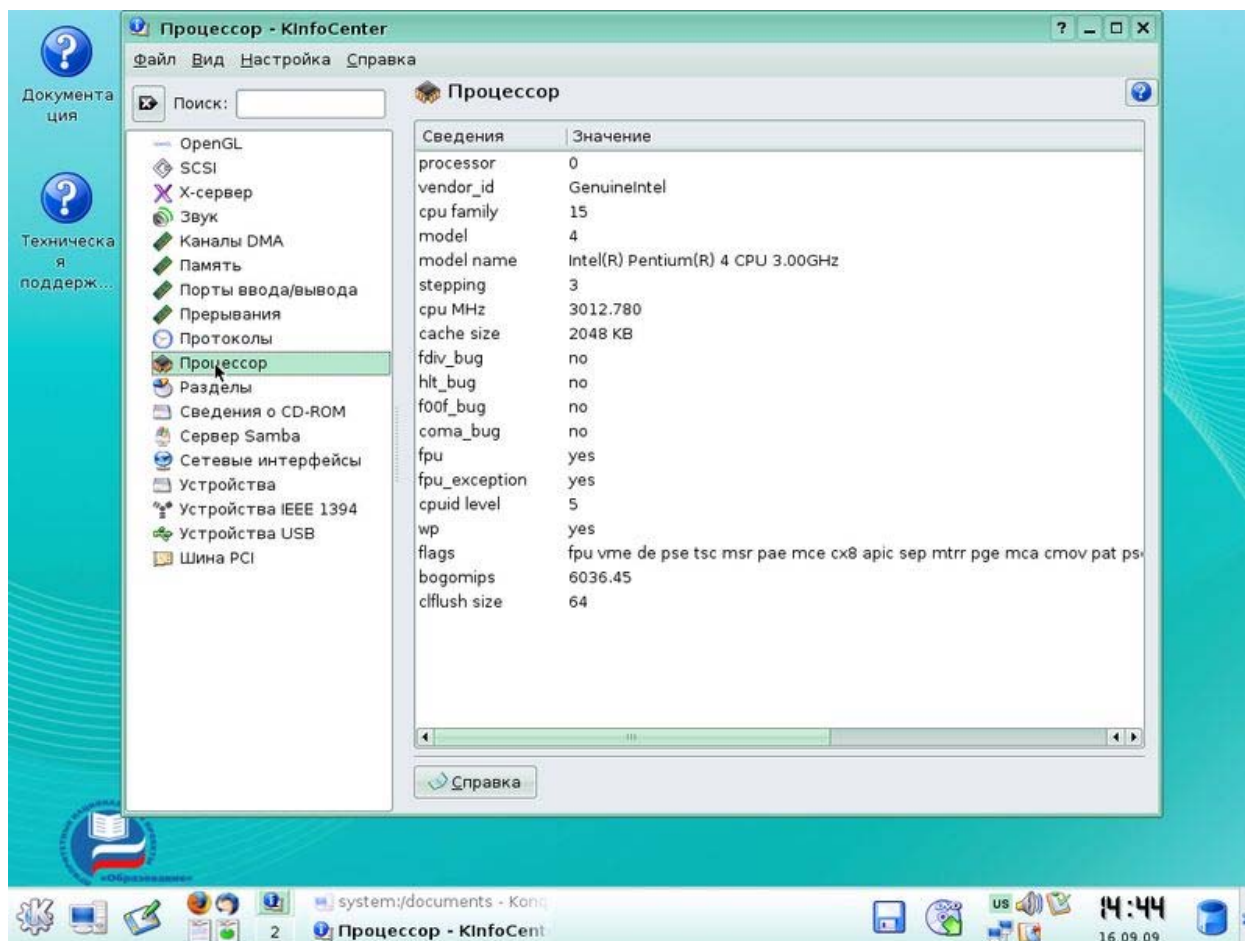 Документа
ция
Техническа
я
поддерж...
Процессор - KInfoCenter
Файл Вид Настройка Справка
Поиск:
OpenGL
SCSI
X-сервер
Звук
Каналы DMA
Память
Порты ввода/вывода
Прерывания
Протоколы
Процессор
Разделы
Сведения о CD-ROM
Сервер Samba
Сетевые интерфейсы
Устройства
Устройства IEEE 1394
Устройства USB
Шина PCI
Процессор
Сведения Значение
processor 0
vendor_id GenuineIntel
cpu family 15
model 4
model name Intel(R) Pentium(R) 4 CPU 3.00GHz
stepping 3
cpu MHz 3012.780
cache size 2048 KB
fdiv_bug no
hlt_bug no
f00f_bug no
coma_bug no
fpu yes
fpu_exception yes
cpuid level 5
wp yes
flags fpu vme de pse tsc msr pae mce cx8 apic sep mtrr pge mca cmov pat
bogomips 6036.45
clflush size 64
Справка
«Образование»
2
system:/documents - Konq
Процессор - KInfoCent
US
14:44
16.09.09